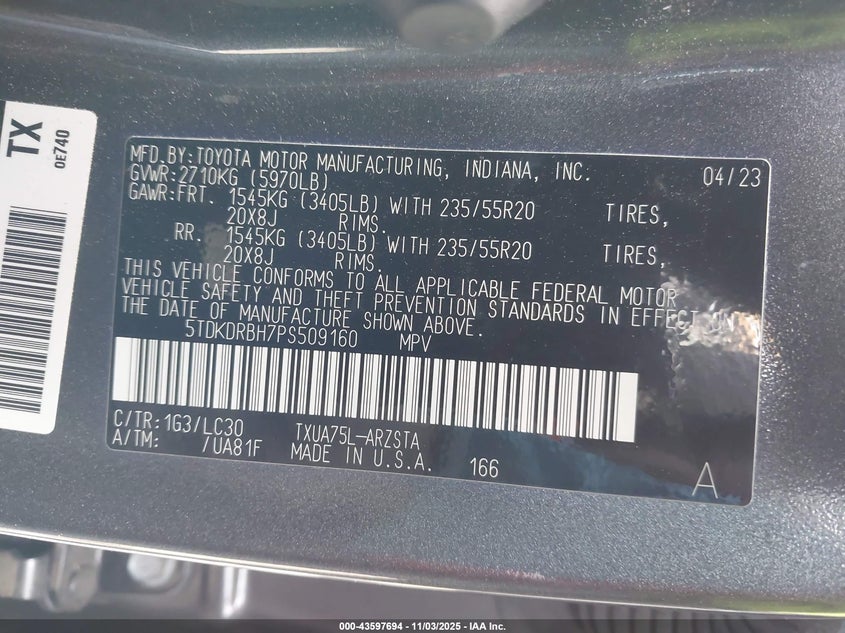 TX
0E740
MFD.BY:TOYOTA MOTOR MANUFACTURING, INDIANA, INC. 04/23
GVWR:2710KG (5970LB)
GAWR:FRT. 1545KG (3405LB) WITH 235/55R20 TIRES,
20X8J RIMS.
RR. 1545KG (3405LB) WITH 235/55R20 TIRES,
20X8J RIMS.
THIS VEHICLE CONFORMS TO ALL APPLICABLE FEDERAL MOTOR
VEHICLE SAFETY AND THEFT PREVENTION STANDARDS IN EFFECT ON
THE DATE OF MANUFACTURE SHOWN ABOVE.
5TDKDRBH7PS509160 MPV
C/TR:1G3/LC30 TXUA75L-ARZSTA
A/TM: /UA81F MADE IN U.S.A. 166
A
000-43597694 - 11/03/2025 - IAA Inc.